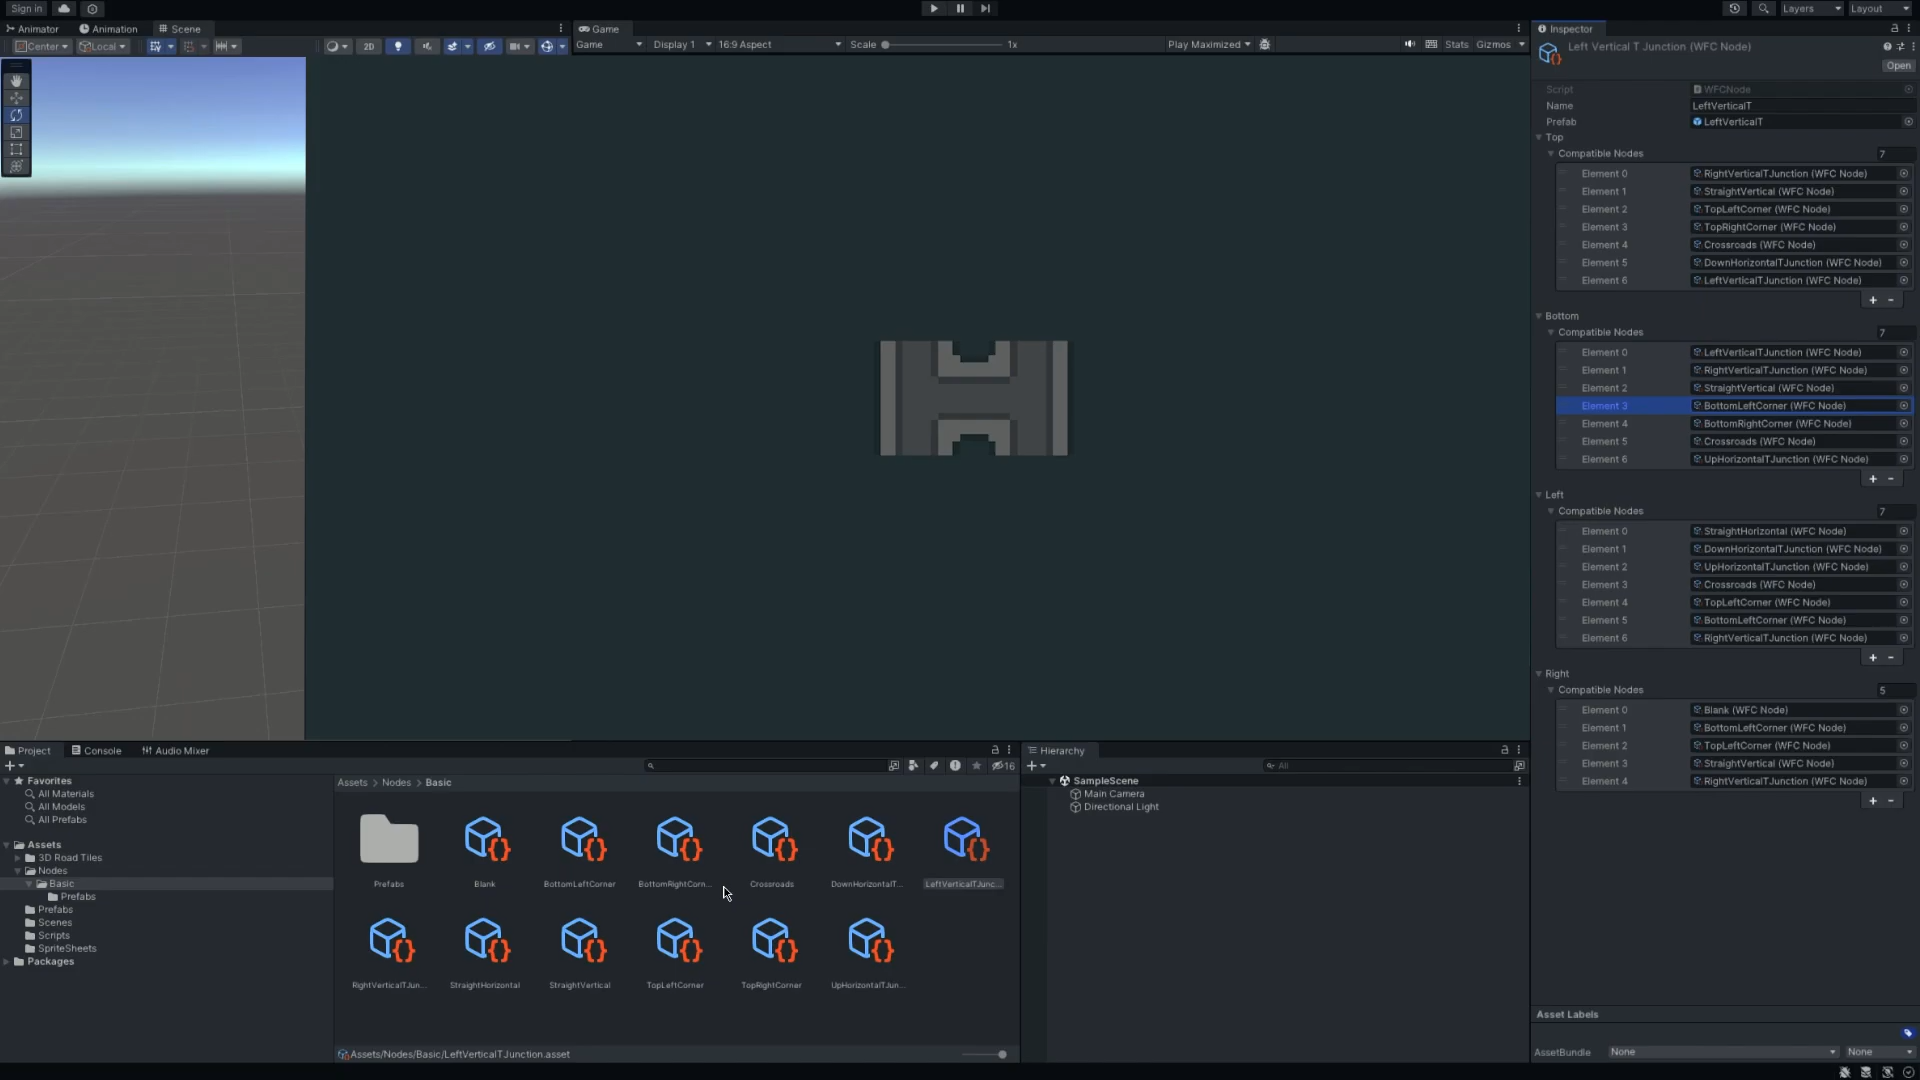 Sign in
Layers
Layout
Animator
Animation
Scene
Game
Inspector
Center
Local
2D
Game
Display 1
16:9 Aspect
Scale
1x
Play Maximized
Stats
Gizmos
Left Vertical T Junction (WFC Node)
Open
Script
WFCNode
Name
LeftVerticalT
Prefab
LeftVerticalT
Top
Compatible Nodes
7
Element 0
RightVerticalTJunction (WFC Node)
Element 1
StraightVertical (WFC Node)
Element 2
TopLeftCorner (WFC Node)
Element 3
TopRightCorner (WFC Node)
Element 4
Crossroads (WFC Node)
Element 5
DownHorizontalTJunction (WFC Node)
Element 6
LeftVerticalTJunction (WFC Node)
+ -
Bottom
Compatible Nodes
7
Element 0
LeftVerticalTJunction (WFC Node)
Element 1
RightVerticalTJunction (WFC Node)
Element 2
StraightVertical (WFC Node)
Element 3
BottomLeftCorner (WFC Node)
Element 4
BottomRightCorner (WFC Node)
Element 5
Crossroads (WFC Node)
Element 6
UpHorizontalTJunction (WFC Node)
+ -
Left
Compatible Nodes
7
Element 0
StraightHorizontal (WFC Node)
Element 1
DownHorizontalTJunction (WFC Node)
Element 2
UpHorizontalTJunction (WFC Node)
Element 3
Crossroads (WFC Node)
Element 4
TopLeftCorner (WFC Node)
Element 5
BottomLeftCorner (WFC Node)
Element 6
RightVerticalTJunction (WFC Node)
+ -
Right
Compatible Nodes
5
Element 0
Blank (WFC Node)
Element 1
BottomLeftCorner (WFC Node)
Element 2
TopLeftCorner (WFC Node)
Element 3
StraightVertical (WFC Node)
Element 4
RightVerticalTJunction (WFC Node)
+ -
Asset Labels
AssetBundle
None
None
Project
Console
Audio Mixer
16
Favorites
All Materials
All Models
All Prefabs
Assets
3D Road Tiles
Nodes
Basic
Prefabs
Prefabs
Scenes
Scripts
SpriteSheets
Packages
Assets > Nodes > Basic
Prefabs
Blank
BottomLeftCorner
BottomRightCorn...
Crossroads
DownHorizontalT...
LeftVerticalTJunc...
RightVerticalTJun...
StraightHorizontal
StraightVertical
TopLeftCorner
TopRightCorner
UpHorizontalTJun...
Assets/Nodes/Basic/LeftVerticalTJunction.asset
Hierarchy
All
SampleScene
Main Camera
Directional Light